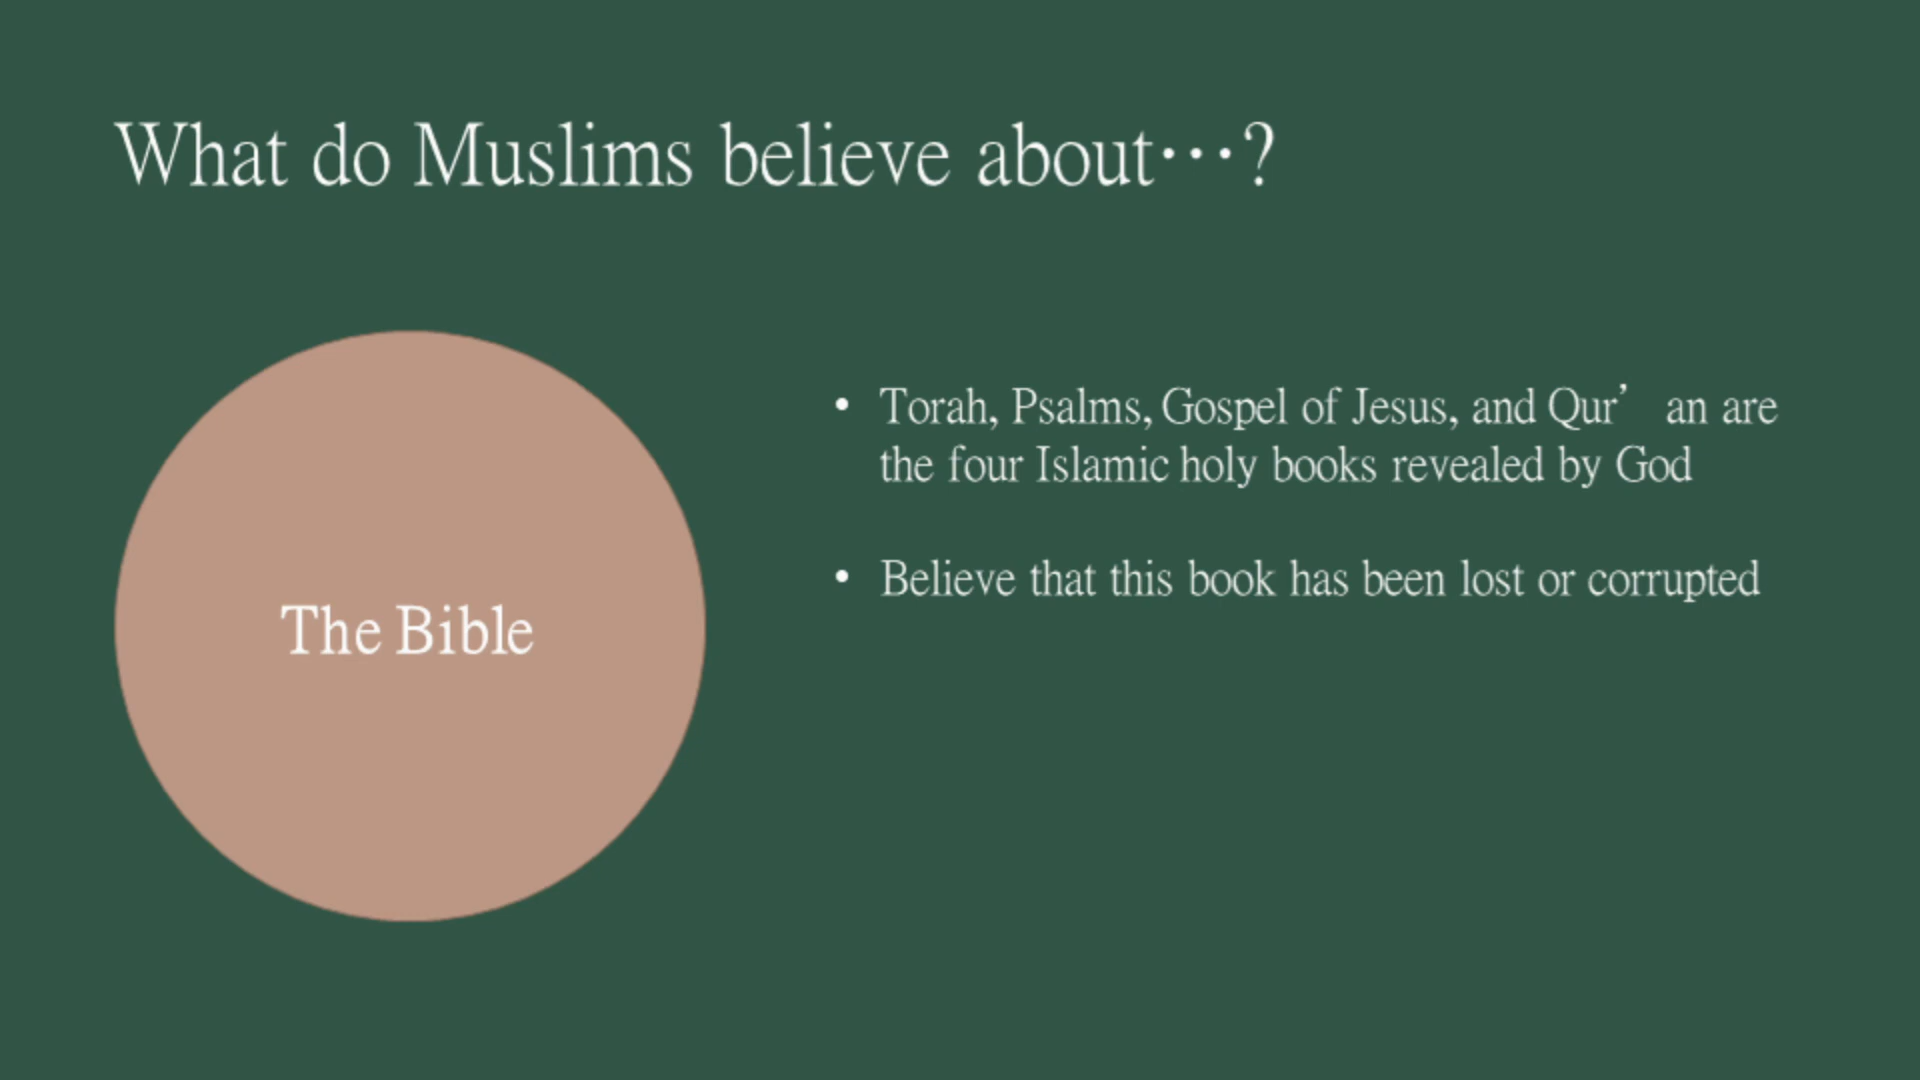 What do Muslims believe about⋯?
The Bible
• Torah, Psalms, Gospel of Jesus, and Qur’ an are
the four Islamic holy books revealed by God
• Believe that this book has been lost or corrupted